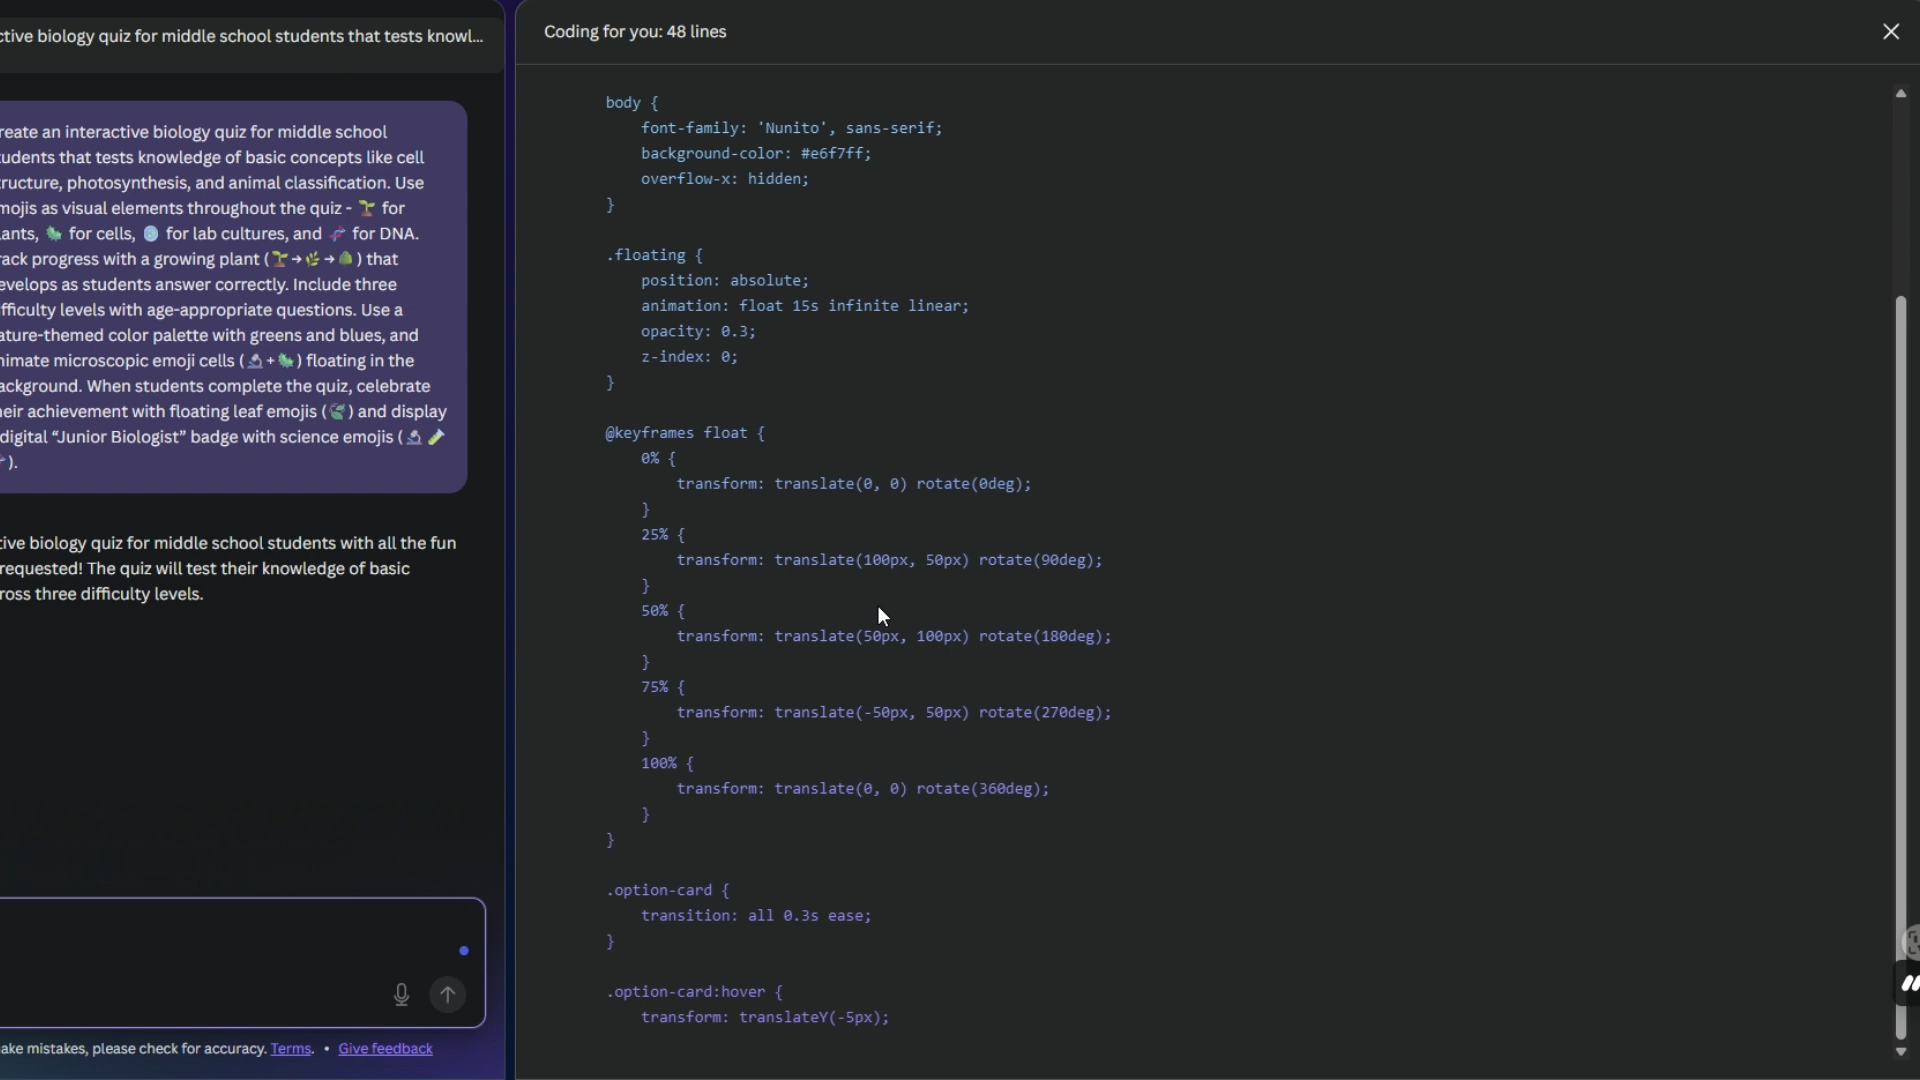 ctive biology quiz for middle school students that tests knowl...
reate an interactive biology quiz for middle school
tudents that tests knowledge of basic concepts like cell
ructure, photosynthesis, and animal classification. Use
mojis as visual elements throughout the quiz - 🌱 for
ants, 🦠 for cells, 🧫 for lab cultures, and 🧬 for DNA.
rack progress with a growing plant (🌱→🌿→🌳) that
evelops as students answer correctly. Include three
fficulty levels with age-appropriate questions. Use a
ature-themed color palette with greens and blues, and
nimate microscopic emoji cells (🔬+🦠) floating in the
ackground. When students complete the quiz, celebrate
heir achievement with floating leaf emojis (🍃) and display
digital “Junior Biologist” badge with science emojis (🔬🧪
).
tive biology quiz for middle school students with all the fun
requested! The quiz will test their knowledge of basic
ross three difficulty levels.
ake mistakes, please check for accuracy. Terms. • Give feedback
Coding for you: 48 lines
body {
font-family: 'Nunito', sans-serif;
background-color: #e6f7ff;
overflow-x: hidden;
}
.floating {
position: absolute;
animation: float 15s infinite linear;
opacity: 0.3;
z-index: 0;
}
@keyframes float {
0% {
transform: translate(0, 0) rotate(0deg);
}
25% {
transform: translate(100px, 50px) rotate(90deg);
}
50% {
transform: translate(50px, 100px) rotate(180deg);
}
75% {
transform: translate(-50px, 50px) rotate(270deg);
}
100% {
transform: translate(0, 0) rotate(360deg);
}
}
.option-card {
transition: all 0.3s ease;
}
.option-card:hover {
transform: translateY(-5px);